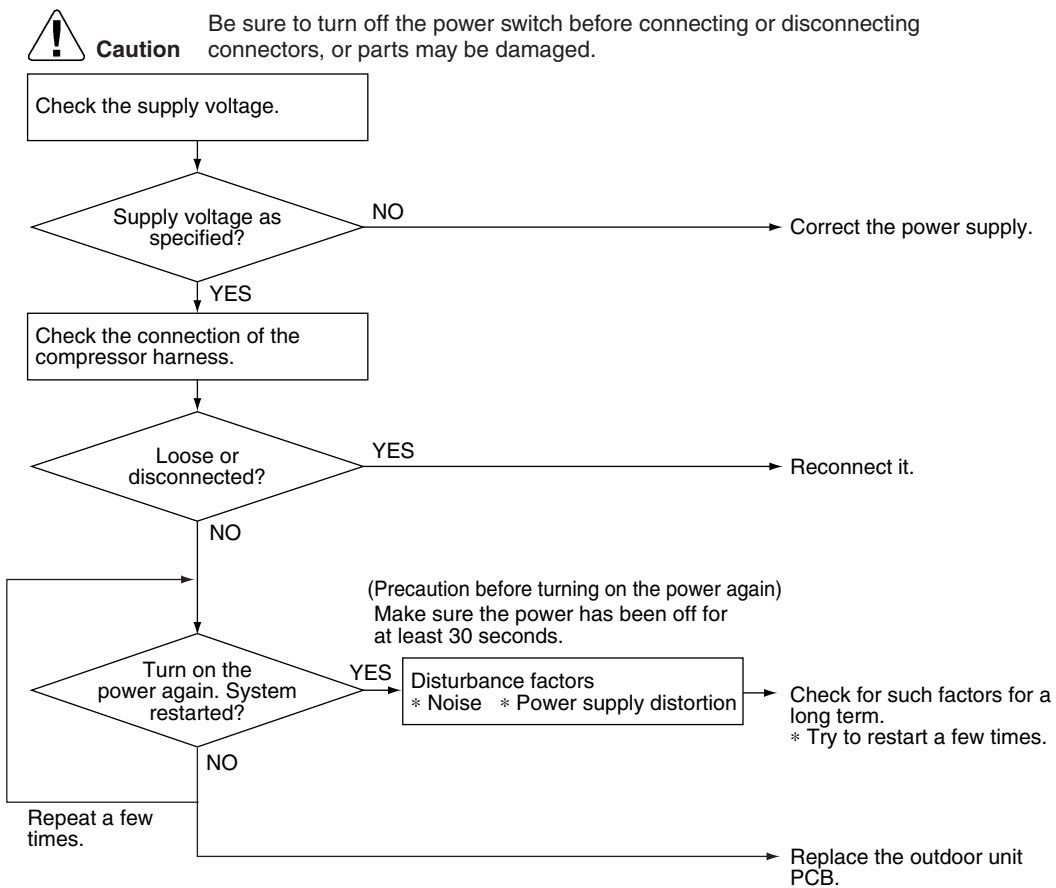 Be sure to turn off the power switch before connecting or disconnecting
Caution connectors, or parts may be damaged.
Check the supply voltage.
Supply voltage as
specified?
NO
Correct the power supply.
YES
Check the connection of the
compressor harness.
Loose or
disconnected?
YES
Reconnect it.
NO
(Precaution before turning on the power again)
Make sure the power has been off for
at least 30 seconds.
Turn on the
power again. System
restarted?
YES
Disturbance factors
∗ Noise ∗ Power supply distortion
Check for such factors for a
long term.
∗ Try to restart a few times.
NO
Repeat a few
times.
Replace the outdoor unit
PCB.